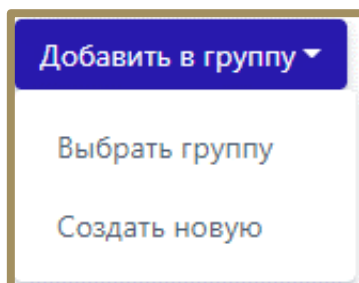 Добавить в группу
Выбрать группу
Создать новую